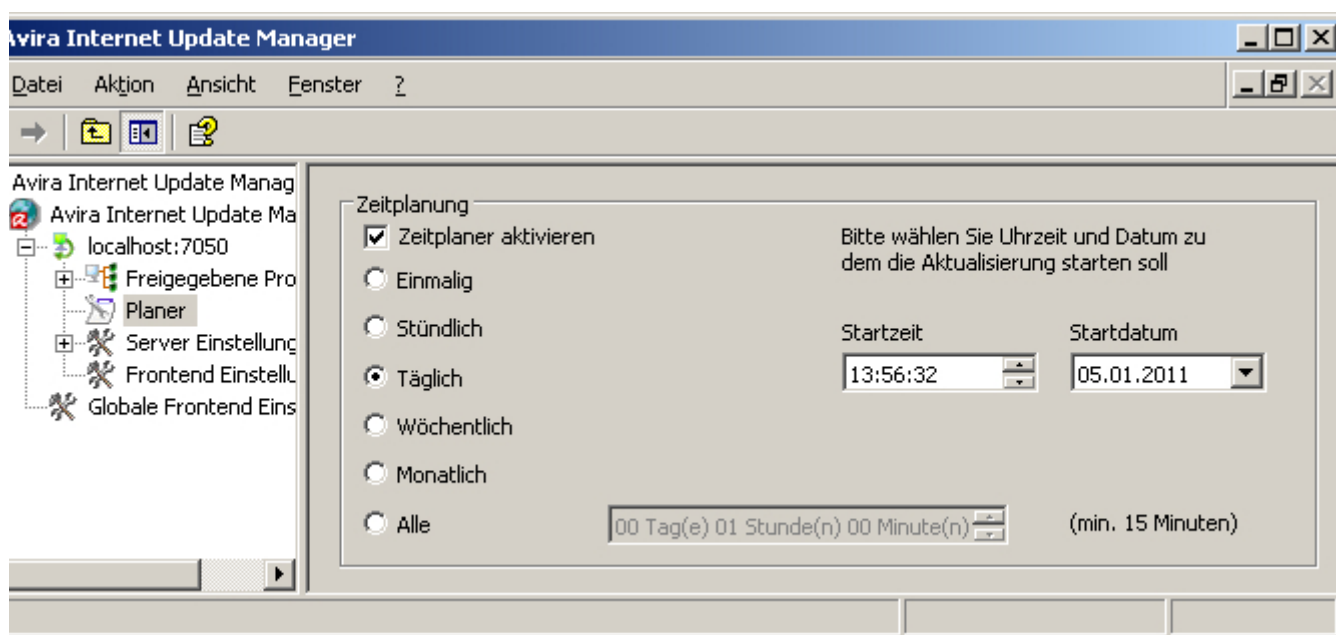 Avira Internet Update Manager
Datei Aktion Ansicht Fenster ?
Avira Internet Update Manag
Avira Internet Update Ma
localhost:7050
Freigegebene Pro
Planer
Server Einstellung
Frontend Einstellu
Globale Frontend Eins
Zeitplanung
Zeitplaner aktivieren
Bitte wählen Sie Uhrzeit und Datum zu
dem die Aktualisierung starten soll
Einmalig
Stündlich
Startzeit Startdatum
Täglich
13:56:32 05.01.2011
Wöchentlich
Monatlich
Alle 00 Tag(e) 01 Stunde(n) 00 Minute(n) (min. 15 Minuten)